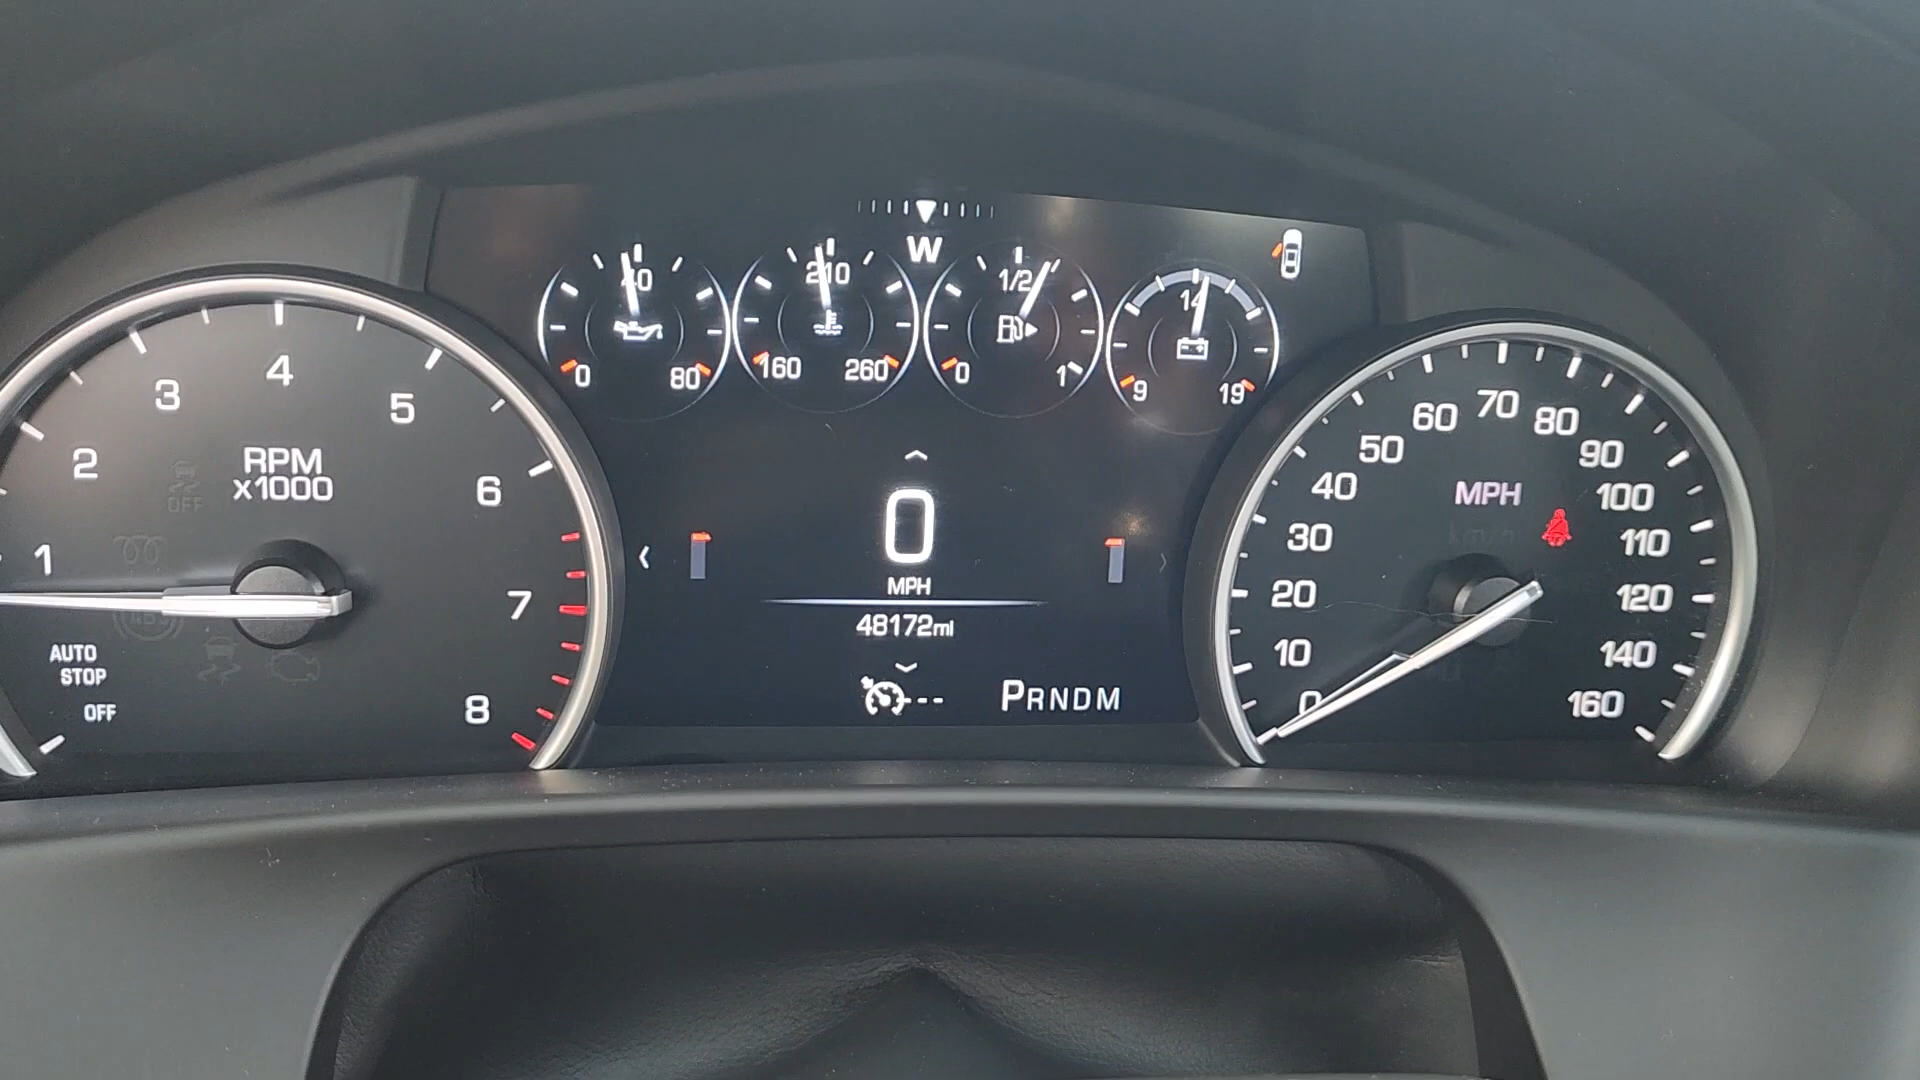 W
40
0 80
210
160 260
1/2
0 1
14
9 19
4
3 5
2 6
1 7
8
RPM
x1000
OFF
AUTO
STOP
OFF
0
MPH
48172mi
---
PRNDM
0 10 20 30 40 50 60 70 80 90 100 110 120 140 160
MPH
km/h